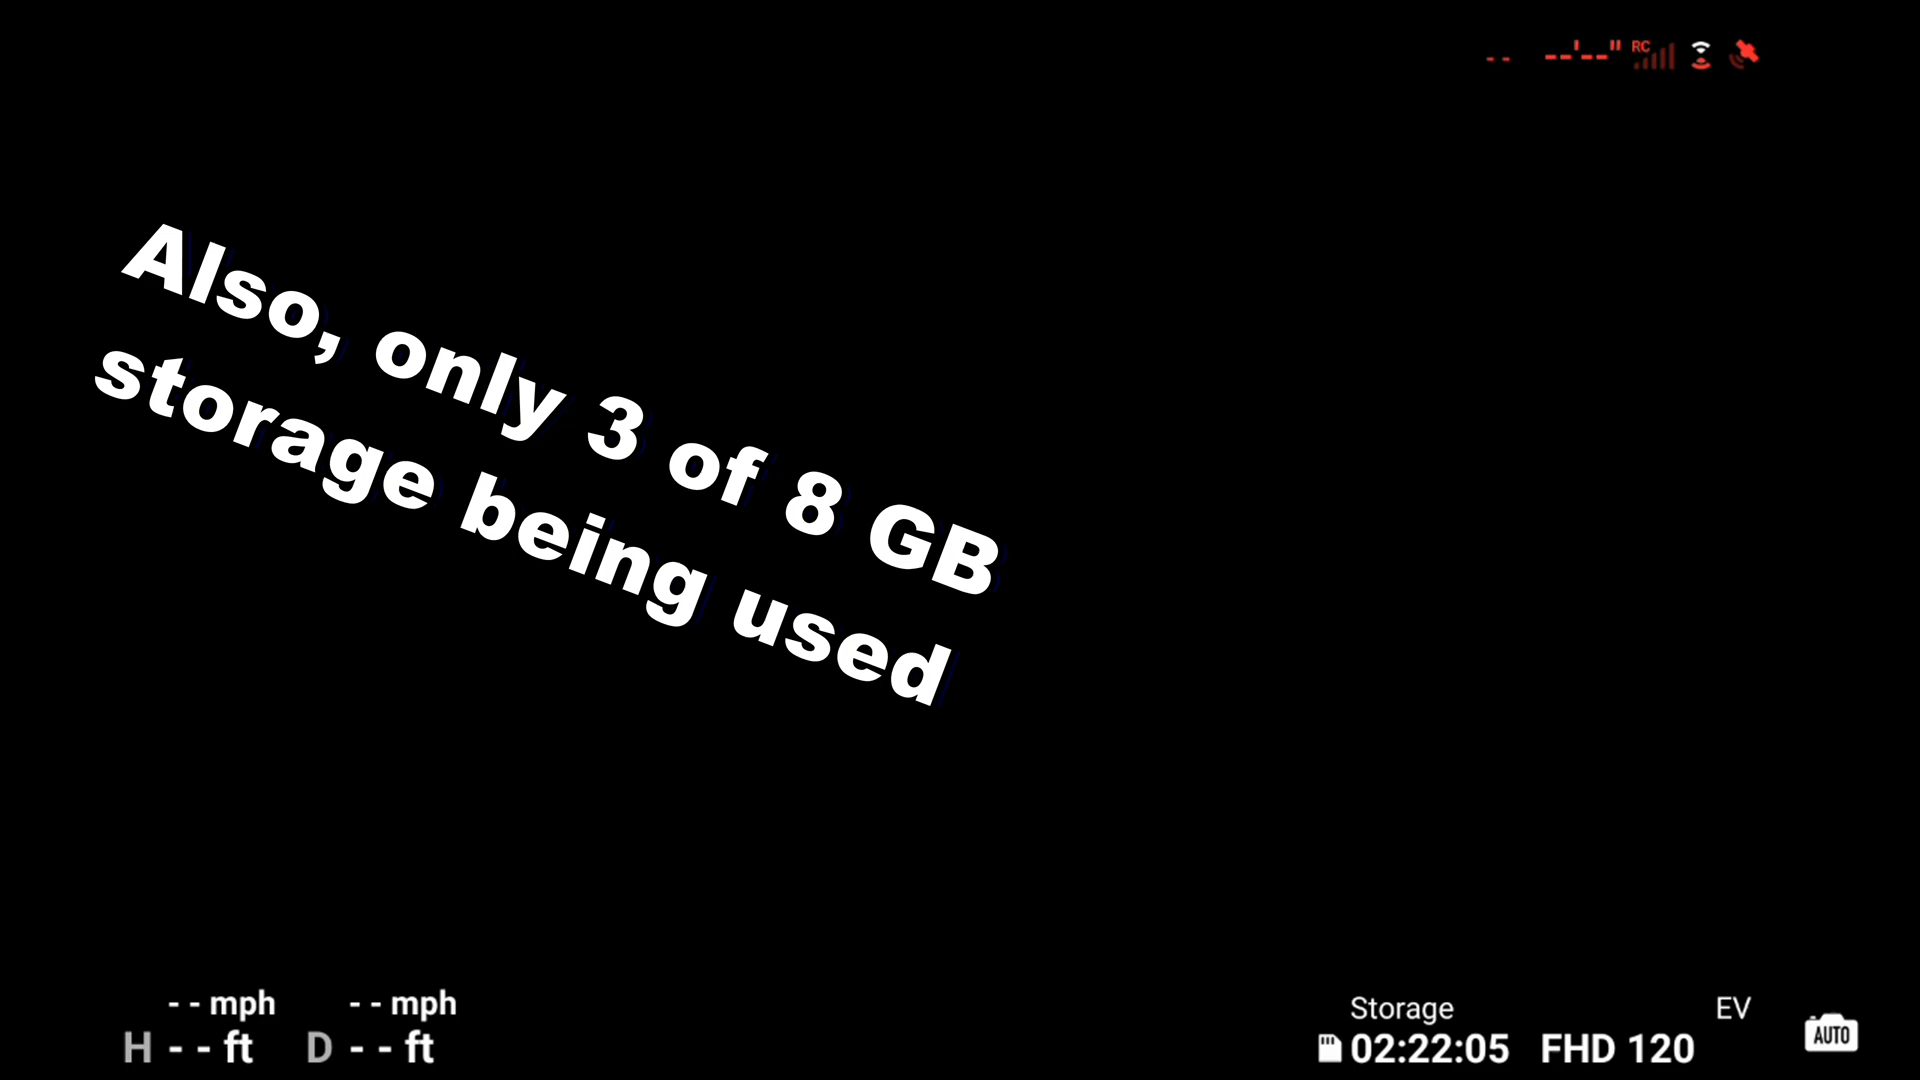 -- --'--" RC
Also, only 3 of 8 GB
storage being used
-- mph -- mph
H -- ft D -- ft
Storage EV
02:22:05 FHD 120 AUTO